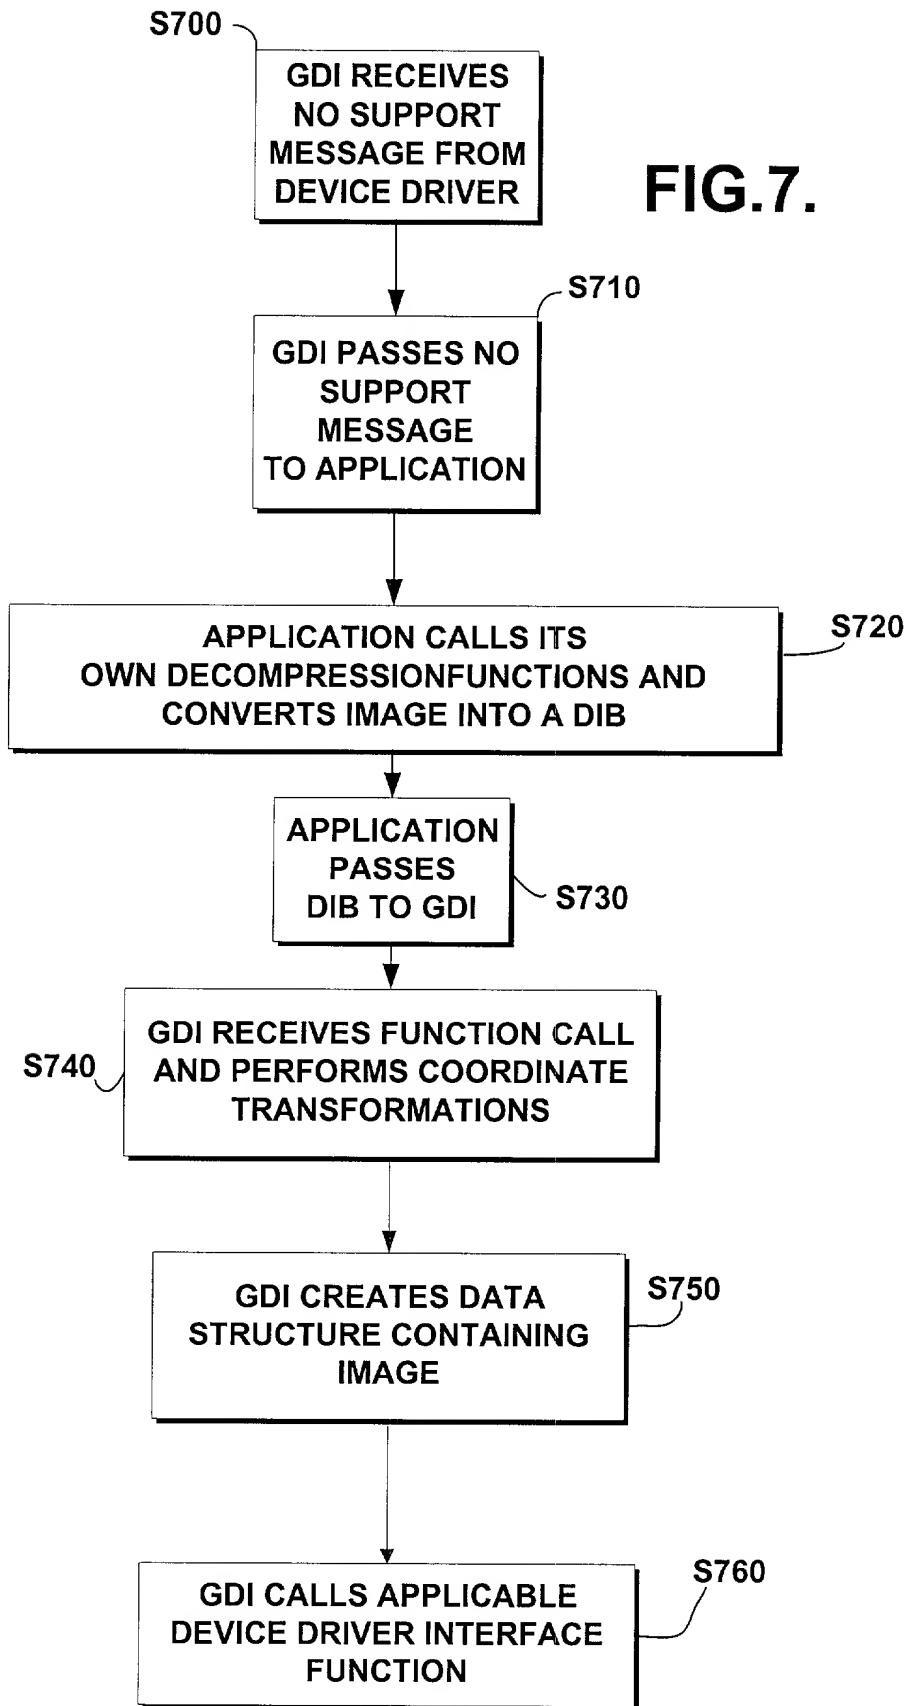 S700
GDI RECEIVES
NO SUPPORT
MESSAGE FROM
DEVICE DRIVER
FIG.7.
S710
GDI PASSES NO
SUPPORT
MESSAGE
TO APPLICATION
S720
APPLICATION CALLS ITS
OWN DECOMPRESSIONFUNCTIONS AND
CONVERTS IMAGE INTO A DIB
APPLICATION
PASSES
DIB TO GDI
S730
S740
GDI RECEIVES FUNCTION CALL
AND PERFORMS COORDINATE
TRANSFORMATIONS
S750
GDI CREATES DATA
STRUCTURE CONTAINING
IMAGE
S760
GDI CALLS APPLICABLE
DEVICE DRIVER INTERFACE
FUNCTION